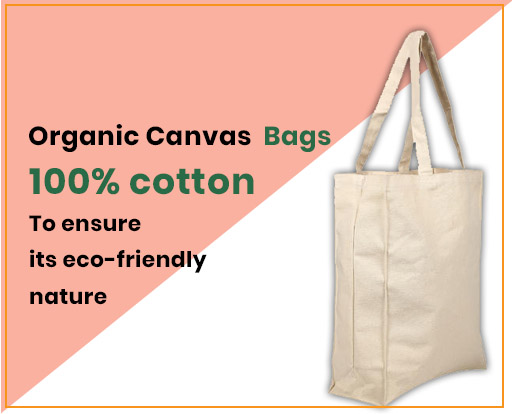 Organic Canvas Bags
100% cotton
To ensure
its eco-friendly
nature